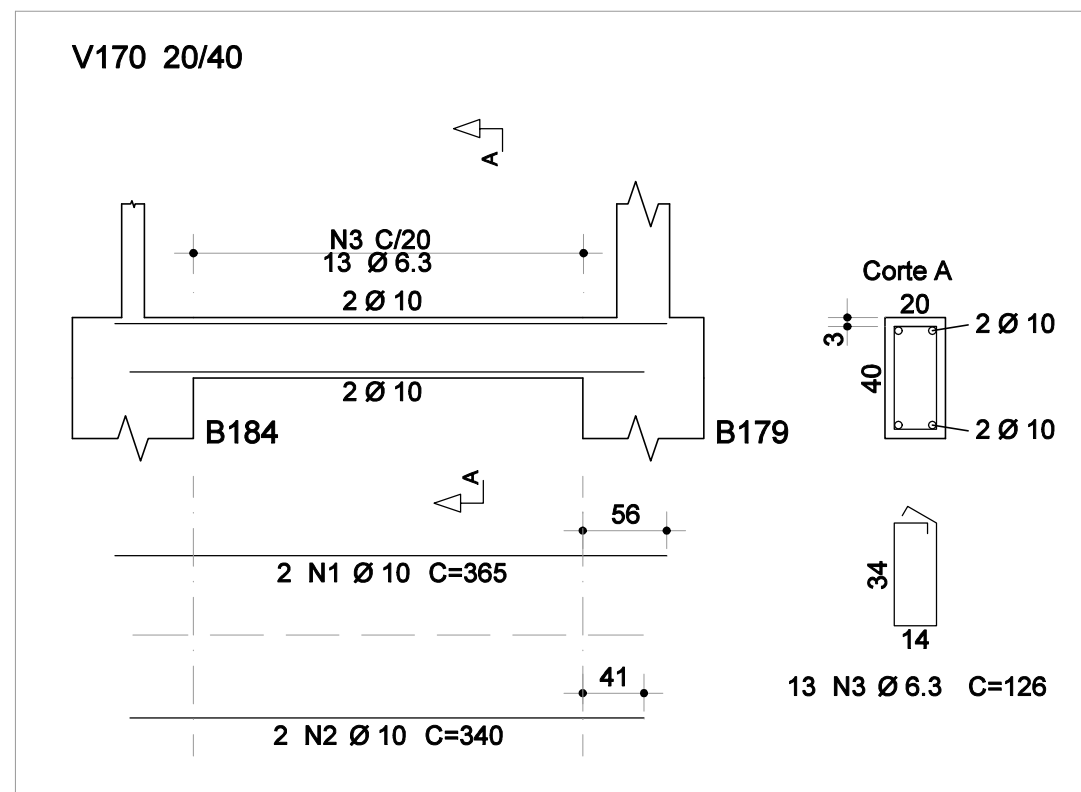 V170 20/40
A
N3 C/20
13 Ø 6.3
2 Ø 10
2 Ø 10
B184
B179
Corte A
20
3
40
2 Ø 10
2 Ø 10
A
56
2 N1 Ø 10 C=365
41
2 N2 Ø 10 C=340
34
14
13 N3 Ø 6.3 C=126